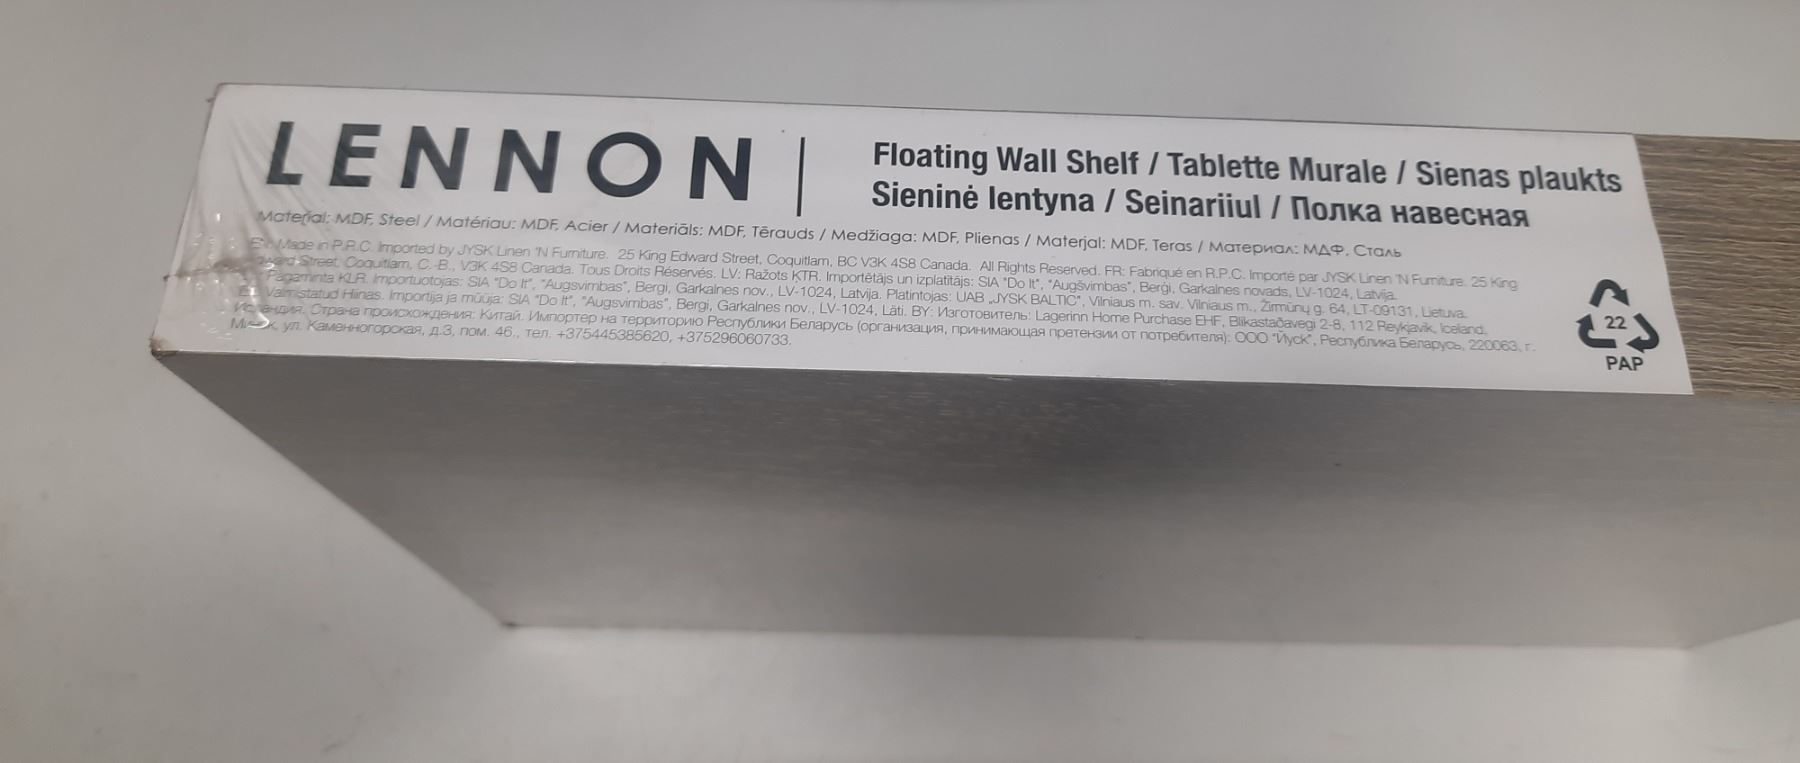 LENNON
Floating Wall Shelf / Tablette Murale / Sienas plaukts
Sieninė lentyna / Seinariiul / Полка навесная
Material: MDF, Steel / Matériau: MDF, Acier / Materiāls: MDF, Tērauds / Medžiaga: MDF, Plienas / Materjal: MDF, Teras / Материал: МДФ, Сталь
Made in P.R.C. Imported by JYSK Linen 'N Furniture. 25 King Edward Street, Coquitlam, BC V3K 4S8 Canada. All Rights Reserved. FR: Fabriqué en R.P.C. Importé par JYSK Linen 'N Furniture. 25 King
Street, Coquitlam, C.-B., V3K 4S8 Canada. Tous Droits Réservés. LV: Ražots ĶTR. Importētājs un izplatītājs: SIA "Do It", "Augšvimbas", Berģi, Garkalnes novads, LV-1024, Latvija.
Pagaminta KLR. Importuotojas: SIA "Do It", "Augsvimbas", Bergi, Garkalnes nov., LV-1024, Latvija. Platintojas: UAB „JYSK BALTIC", Vilniaus m. sav. Vilniaus m., Žirmūnų g. 64, LT-09131, Lietuva.
Valmistatud Hiinas. Importija ja müüja: SIA "Do It", "Augsvimbas", Bergi, Garkalnes nov., LV-1024, Läti. BY: Изготовитель: Lagerinn Home Purchase EHF, Blikastaðavegi 2-8, 112 Reykjavik, Iceland,
Страна происхождения: Китай. Импортер на территорию Республики Беларусь (организация, принимающая претензии от потребителя): ООО "Йуск", Республика Беларусь, 220063, г.
ул. Каменногорская, д.3, пом. 46., тел. +375445385620, +375296060733.
22
PAP